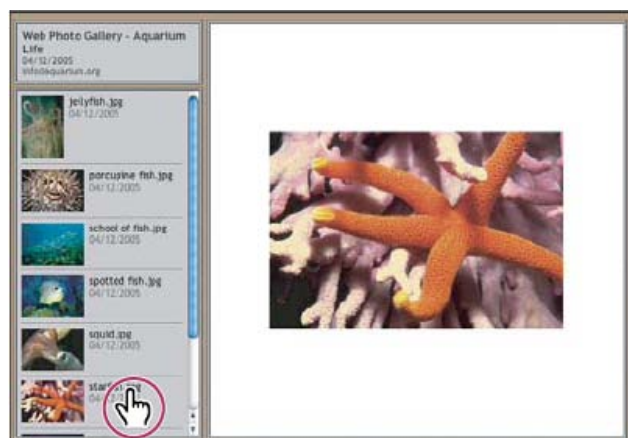 Web Photo Gallery - Aquarium
Life
04/12/2005
info@aquarium.org
jellyfish.jpg
04/12/2005
porcupine fish.jpg
04/12/2005
school of fish.jpg
04/12/2005
spotted fish.jpg
04/12/2005
squid.jpg
04/12/2005
starfish.jpg